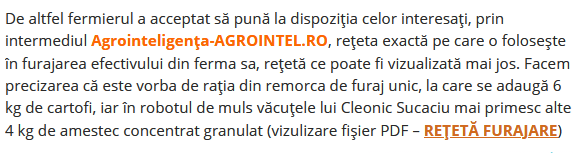 De altfel fermierul a acceptat să pună la dispoziția celor interesați, prin
intermediul Agrointeligența-AGROINTEL.RO, rețeta exactă pe care o folosește
în furajarea efectivului din ferma sa, rețetă ce poate fi vizualizată mai jos. Facem
precizarea că este vorba de rația din remorca de furaj unic, la care se adaugă 6
kg de cartofi, iar în robotul de muls văcuțele lui Cleonic Sucaciu mai primesc alte
4 kg de amestec concentrat granulat (vizulizare fișier PDF – REȚETĂ FURAJARE)